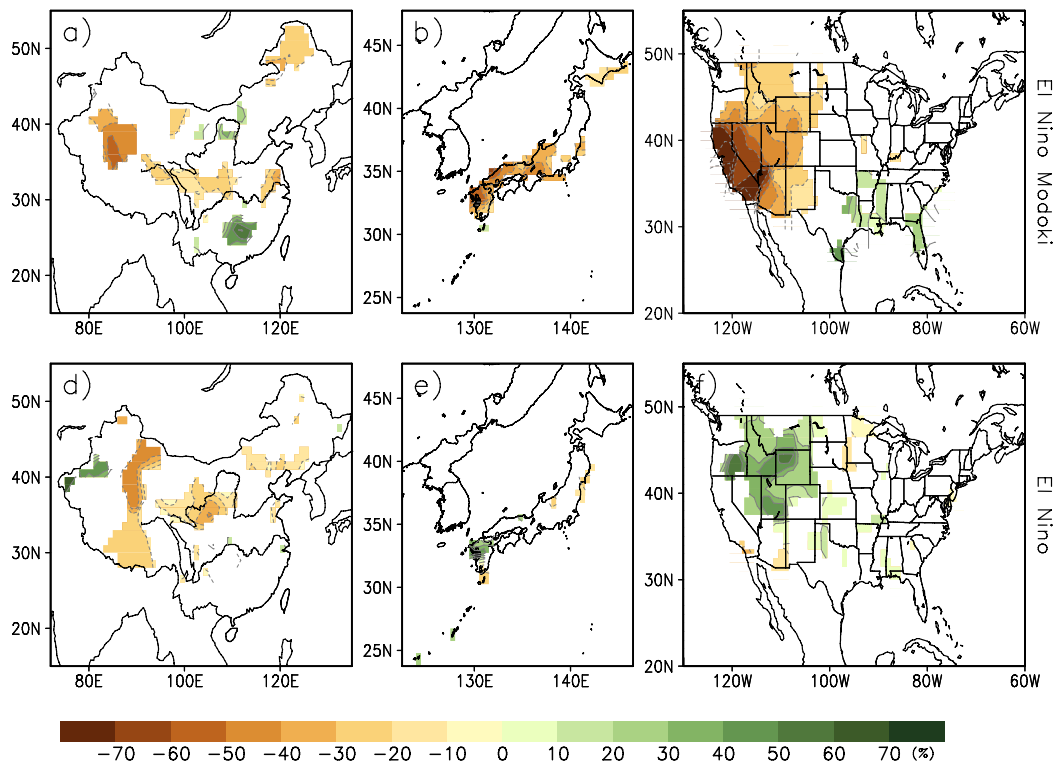 a)
b)
c)
50N
40N
30N
20N
80E
100E
120E
45N
40N
35N
30N
25N
130E
140E
50N
40N
30N
20N
120W
100W
80W
60W
El Nino Modoki
d)
e)
f)
50N
40N
30N
20N
80E
100E
120E
45N
40N
35N
30N
25N
130E
140E
50N
40N
30N
20N
120W
100W
80W
60W
El Nino
−70 −60 −50 −40 −30 −20 −10 0 10 20 30 40 50 60 70 (%)